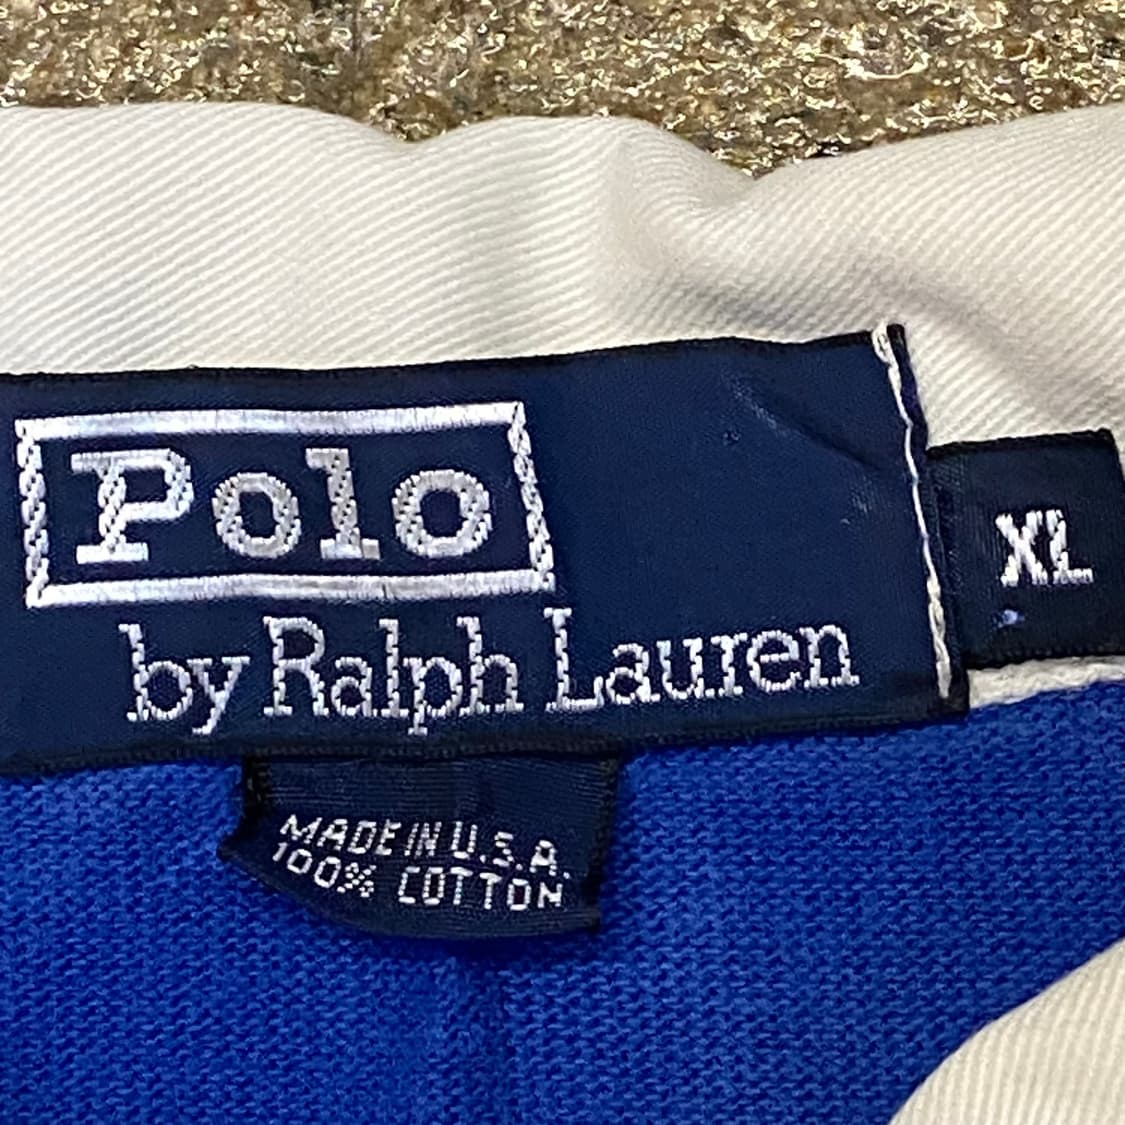 Polo
by Ralph Lauren
XL
MADE IN U.S.A.
100% COTTON